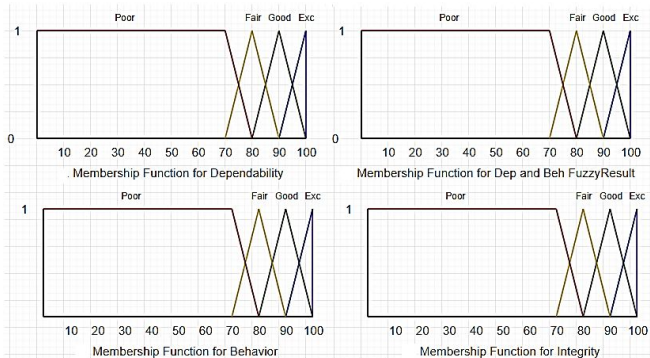 Poor Fair Good Exc
1
0
10 20 30 40 50 60 70 80 90 100
. Membership Function for Dependability
Poor Fair Good Exc
1
0
10 20 30 40 50 60 70 80 90 100
Membership Function for Dep and Beh FuzzyResult
Poor Fair Good Exc
1
10 20 30 40 50 60 70 80 90 100
Membership Function for Behavior
Poor Fair Good Exc
1
10 20 30 40 50 60 70 80 90 100
Membership Function for Integrity